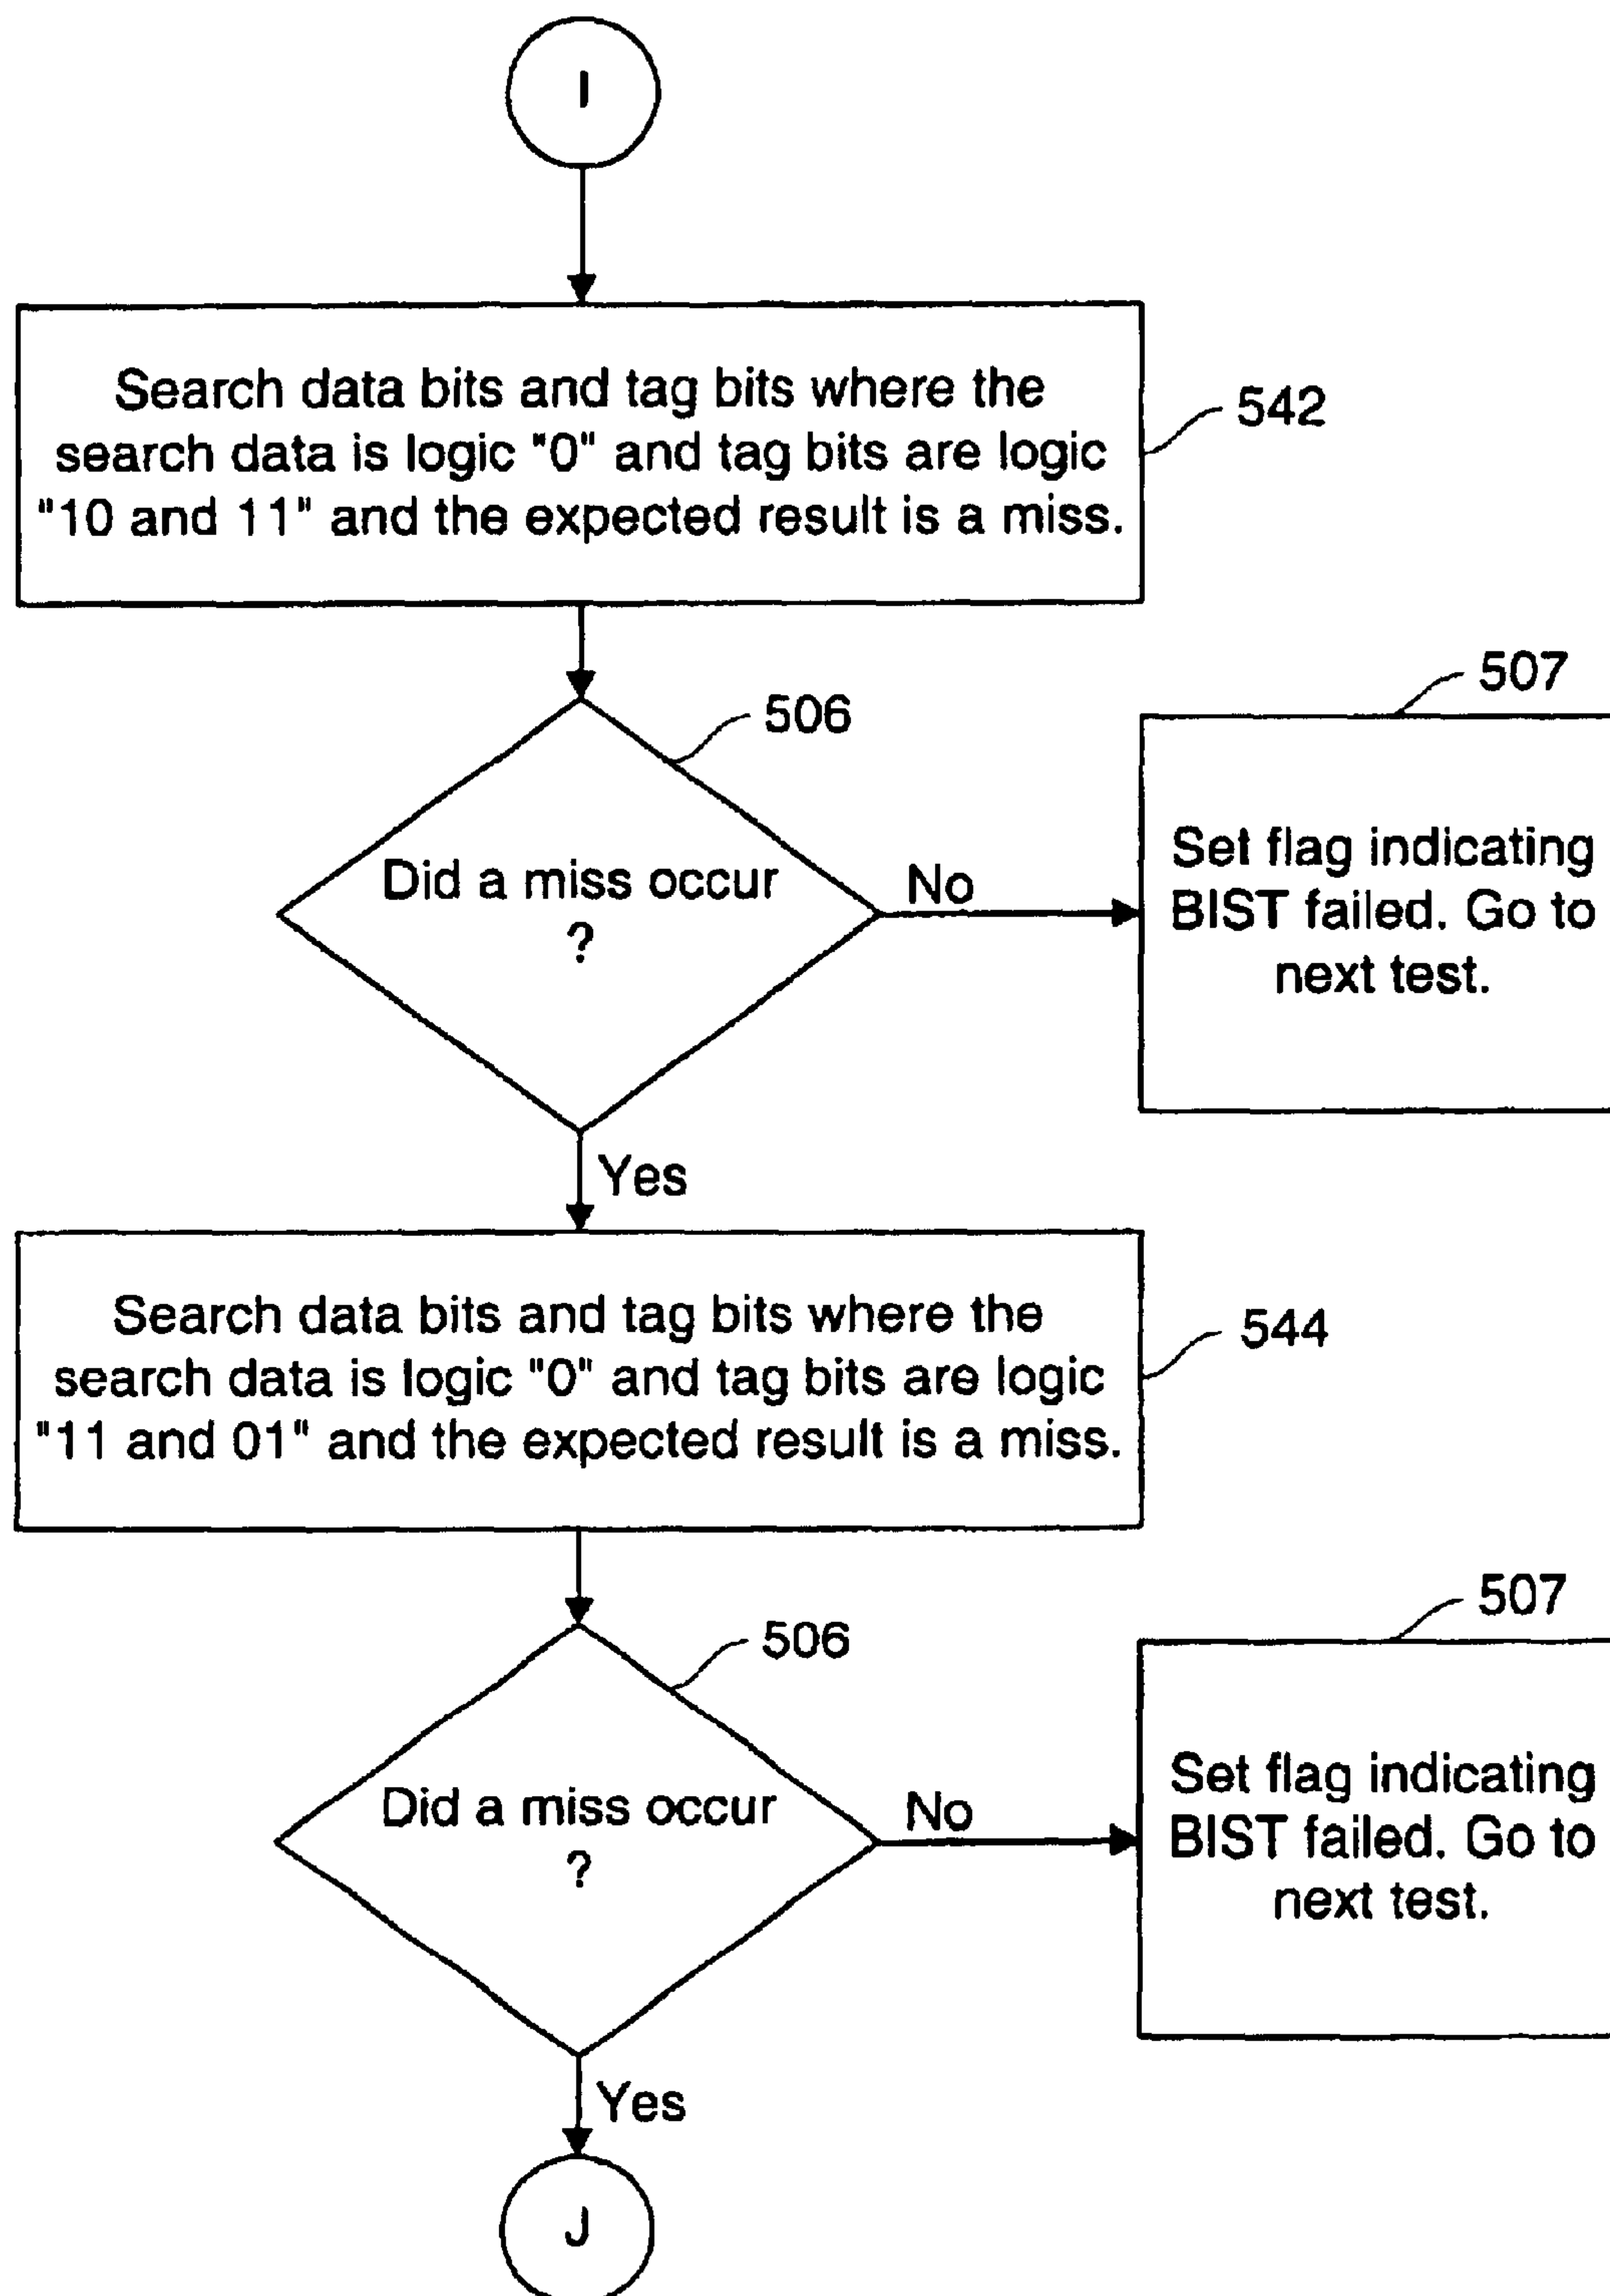 I
Search data bits and tag bits where the
search data is logic "0" and tag bits are logic
"10 and 11" and the expected result is a miss.
542
506
507
Did a miss occur
?
No
Set flag indicating
BIST failed. Go to
next test.
Yes
Search data bits and tag bits where the
search data is logic "0" and tag bits are logic
"11 and 01" and the expected result is a miss.
544
506
507
Did a miss occur
?
No
Set flag indicating
BIST failed. Go to
next test.
Yes
J